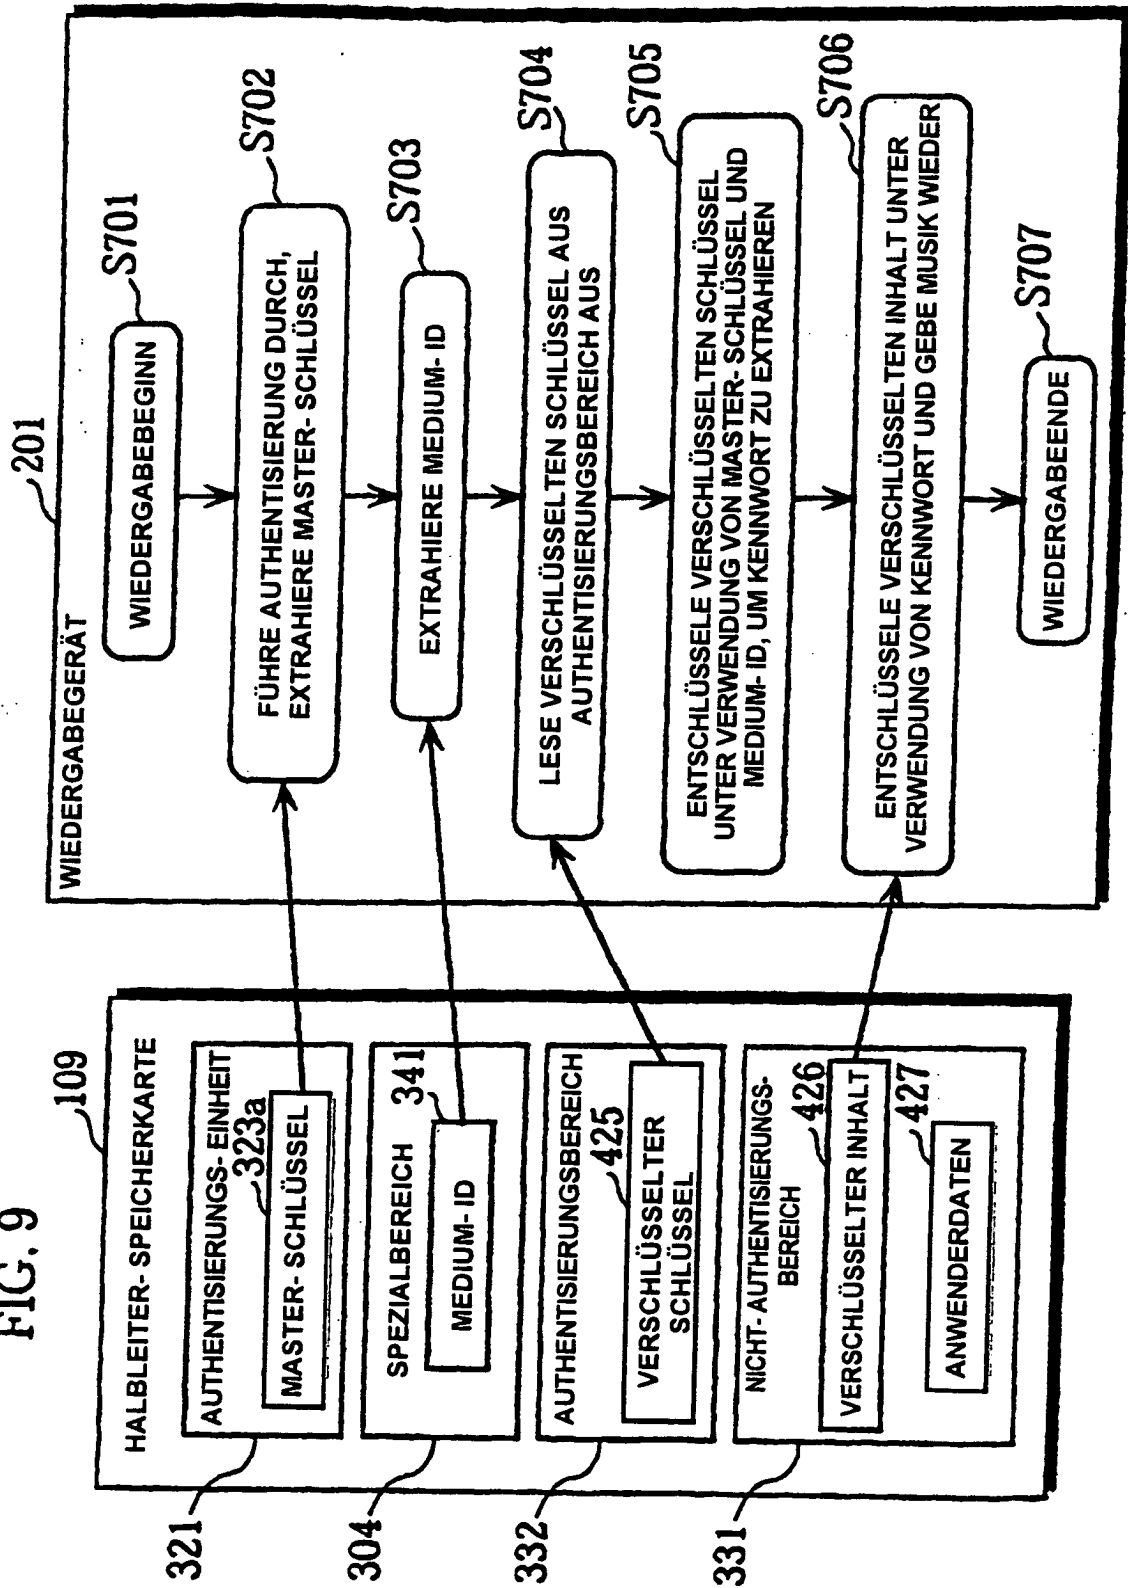 FIG. 9
109
HALBLEITER- SPEICHERKARTE
321
AUTHENTISIERUNGS- EINHEIT
323a
MASTER- SCHLÜSSEL
304
SPEZIALBEREICH
341
MEDIUM- ID
332
AUTHENTISIERUNGSBEREICH
425
VERSCHLÜSSELTER
SCHLÜSSEL
331
NICHT- AUTHENTISIERUNGS-
BEREICH
426
VERSCHLÜSSELTER INHALT
427
ANWENDERDATEN
201
WIEDERGABEGERÄT
S701
WIEDERGABEBEGINN
S702
FÜHRE AUTHENTISIERUNG DURCH,
EXTRAHIERE MASTER- SCHLÜSSEL
S703
EXTRAHIERE MEDIUM- ID
S704
LESE VERSCHLÜSSELTEN SCHLÜSSEL AUS
AUTHENTISIERUNGSBEREICH AUS
S705
ENTSCHLÜSSELE VERSCHLÜSSELTEN SCHLÜSSEL
UNTER VERWENDUNG VON MASTER- SCHLÜSSEL UND
MEDIUM- ID, UM KENNWORT ZU EXTRAHIEREN
S706
ENTSCHLÜSSELE VERSCHLÜSSELTEN INHALT UNTER
VERWENDUNG VON KENNWORT UND GEBE MUSIK WIEDER
S707
WIEDERGABEENDE